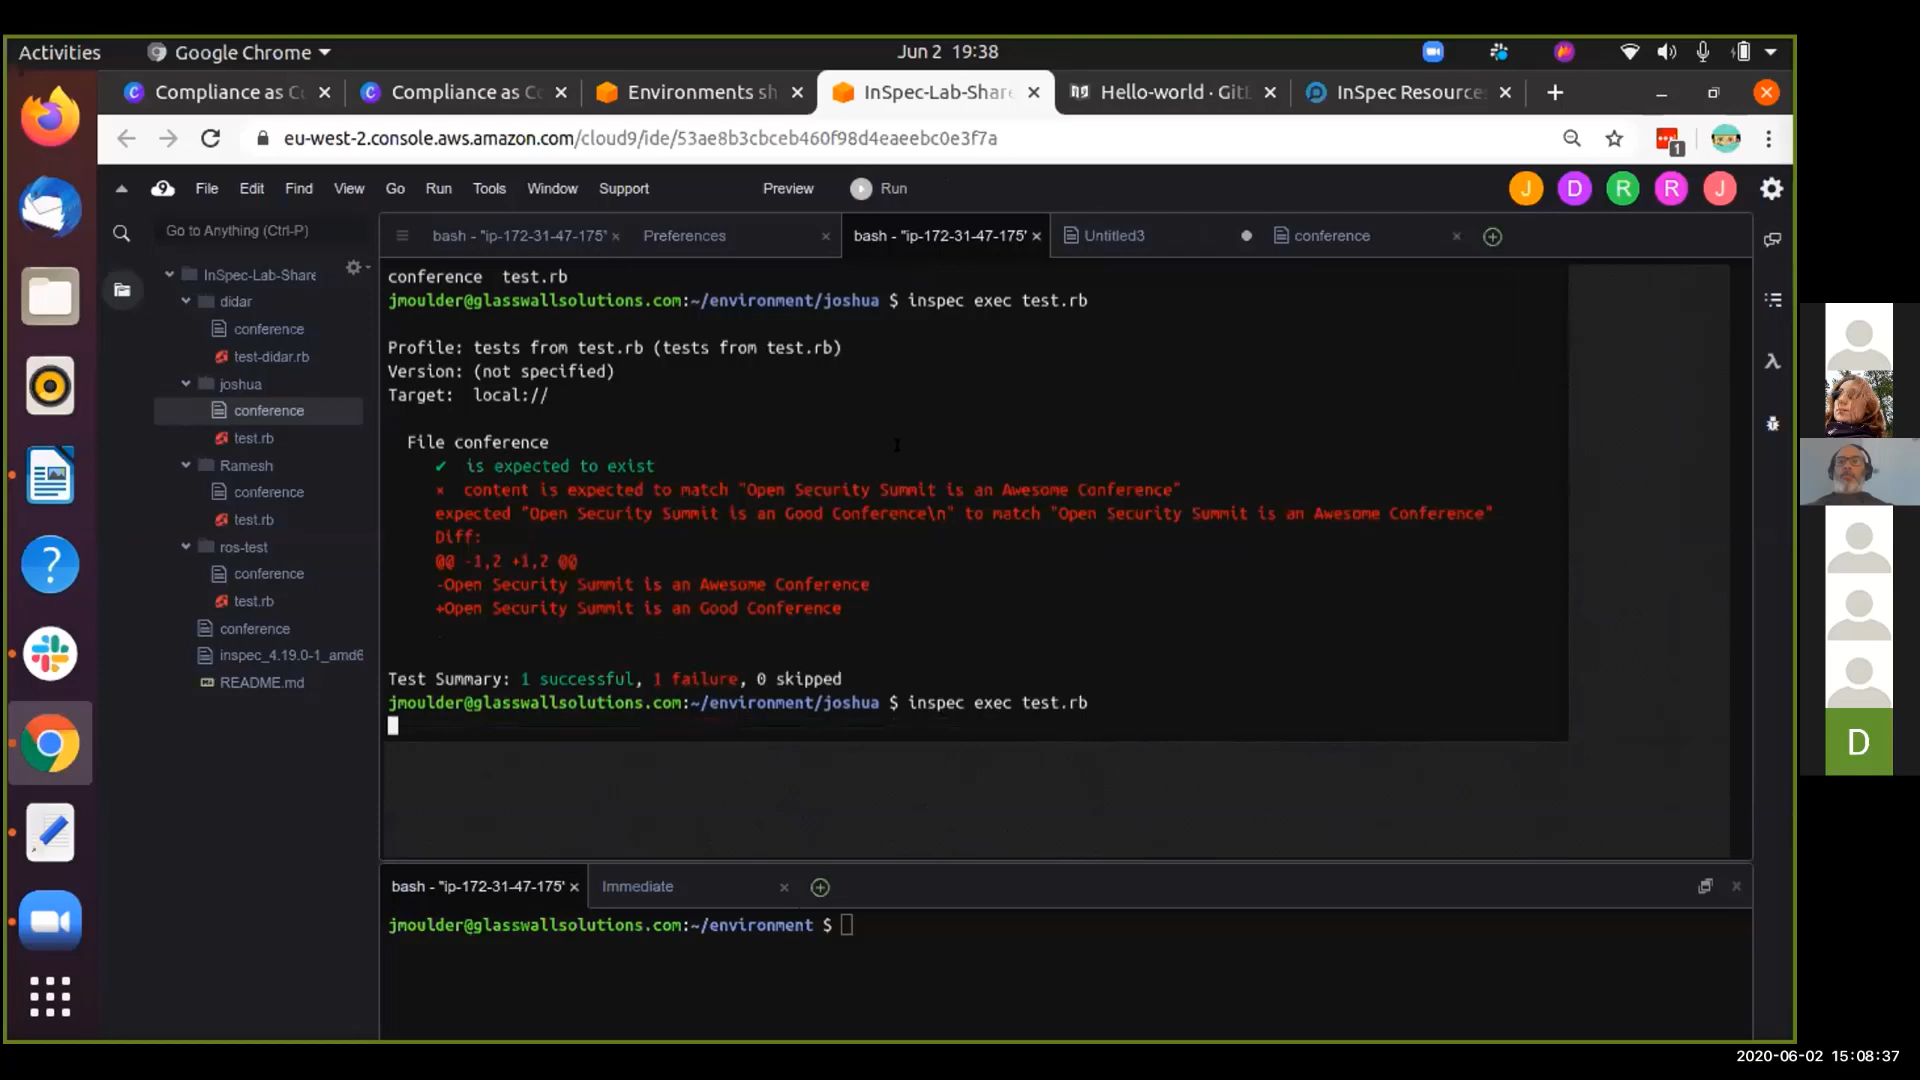 Activities Google Chrome Jun 2 19:38
Compliance as Co Compliance as Co Environments sh InSpec-Lab-Share Hello-world · GitB InSpec Resource
eu-west-2.console.aws.amazon.com/cloud9/ide/53ae8b3cbceb460f98d4eaeebc0e3f7a
1
File Edit Find View Go Run Tools Window Support Preview Run J D R R J
Go to Anything (Ctrl-P)
bash - "ip-172-31-47-175" Preferences bash - "ip-172-31-47-175" Untitled3 conference
InSpec-Lab-Share
didar
conference
test-didar.rb
joshua
conference
test.rb
Ramesh
conference
test.rb
ros-test
conference
test.rb
conference
inspec_4.19.0-1_amd6
README.md
conference test.rb
jmoulder@glasswallsolutions.com:~/environment/joshua $ inspec exec test.rb
Profile: tests from test.rb (tests from test.rb)
Version: (not specified)
Target: local://
File conference
✔ is expected to exist
× content is expected to match "Open Security Summit is an Awesome Conference"
expected "Open Security Summit is an Good Conference\n" to match "Open Security Summit is an Awesome Conference"
Diff:
@@ -1,2 +1,2 @@
-Open Security Summit is an Awesome Conference
+Open Security Summit is an Good Conference
Test Summary: 1 successful, 1 failure, 0 skipped
jmoulder@glasswallsolutions.com:~/environment/joshua $ inspec exec test.rb
bash - "ip-172-31-47-175" Immediate
jmoulder@glasswallsolutions.com:~/environment $
D
2020-06-02 15:08:37